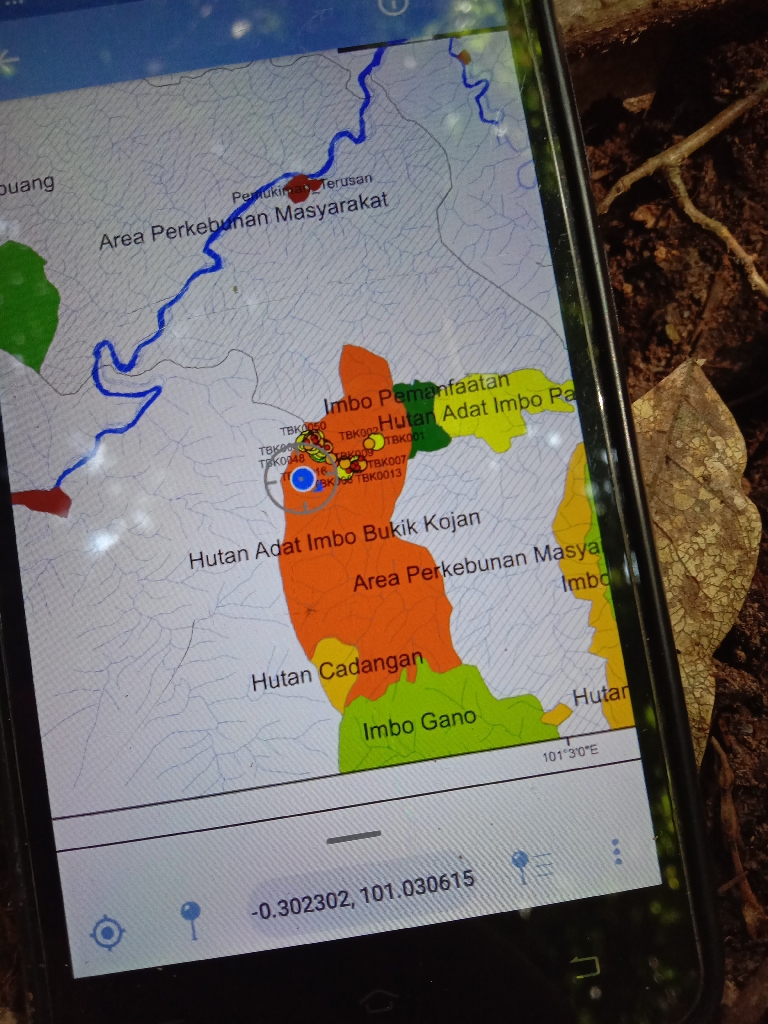 buang
Pemukiman Terusan
Area Perkebunan Masyarakat
Imbo Pemanfaatan
Hutan Adat Imbo Pa
TBK0050
TBK002
TBK001
TBK0048
TBK009
TBK007
TBK0013
Hutan Adat Imbo Bukik Kojan
Area Perkebunan Masya
Imbo
Hutan Cadangan
Hutan
Imbo Gano
101°3'0"E
-0.302302, 101.030615